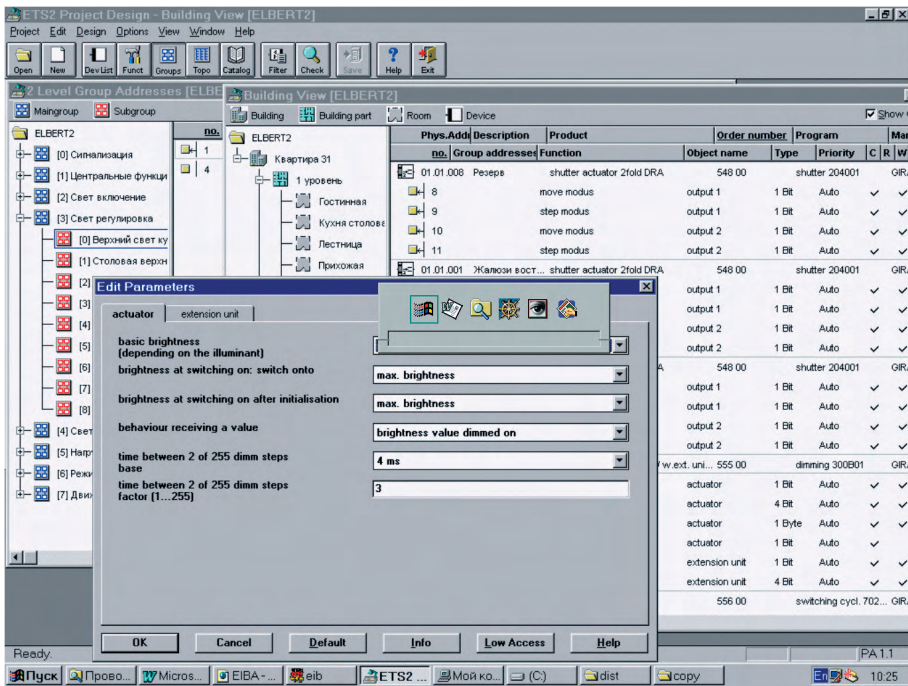 ETS2 Project Design - Building View [ELBERT2]
Project Edit Design Options View Window Help
Open New DevList Funct Groups Topo Catalog Filter Check Save Help Exit
2 Level Group Addresses [ELBE
Maingroup Subgroup
ELBERT2
no.
[0] Сигнализация
1
[1] Центральные функци
4
[2] Свет включение
[3] Свет регулировка
[0] Верхний свет ку
[1] Столовая верхн
[2]
[3]
[4]
[5]
[6]
[7]
[8]
[4] Свет
[5] Нагр
[6] Режи
[7] Движ
Building View [ELBERT2]
Building Building part Room Device
Show
ELBERT2
Квартира 31
1 уровень
Гостинная
Кухня столова
Лестница
Прихожая
Phys.Addr Description Product Order number Program Man
no. Group addresses Function Object name Type Priority C R W
01.01.008 Резерв shutter actuator 2fold DRA 548 00 shutter 204001 GIRA
8 move modus output 1 1 Bit Auto
9 step modus output 1 1 Bit Auto
10 move modus output 2 1 Bit Auto
11 step modus output 2 1 Bit Auto
01.01.001 Жалюзи вост... shutter actuator 2fold DRA 548 00 shutter 204001 GIRA
output 1 1 Bit Auto
output 1 1 Bit Auto
output 2 1 Bit Auto
output 2 1 Bit Auto
A 548 00 shutter 204001 GIRA
output 1 1 Bit Auto
output 1 1 Bit Auto
output 2 1 Bit Auto
output 2 1 Bit Auto
w.ext. uni... 555 00 dimming 300B01 GIRA
actuator 1 Bit Auto
actuator 4 Bit Auto
actuator 1 Byte Auto
actuator 1 Bit Auto
extension unit 1 Bit Auto
extension unit 4 Bit Auto
556 00 switching cycl. 702... GIRA
Edit Parameters
actuator extension unit
basic brightness
(depending on the illuminant)
brightness at switching on: switch onto max. brightness
brightness at switching on after initialisation max. brightness
behaviour receiving a value brightness value dimmed on
time between 2 of 255 dimm steps
base 4 ms
time between 2 of 255 dimm steps
factor (1...255) 3
OK Cancel Default Info Low Access Help
Ready. PA 1.1
Пуск Прово... Micros... EIBA -... eib ETS2 ... Мой ко... (C:) dist copy En 10:25